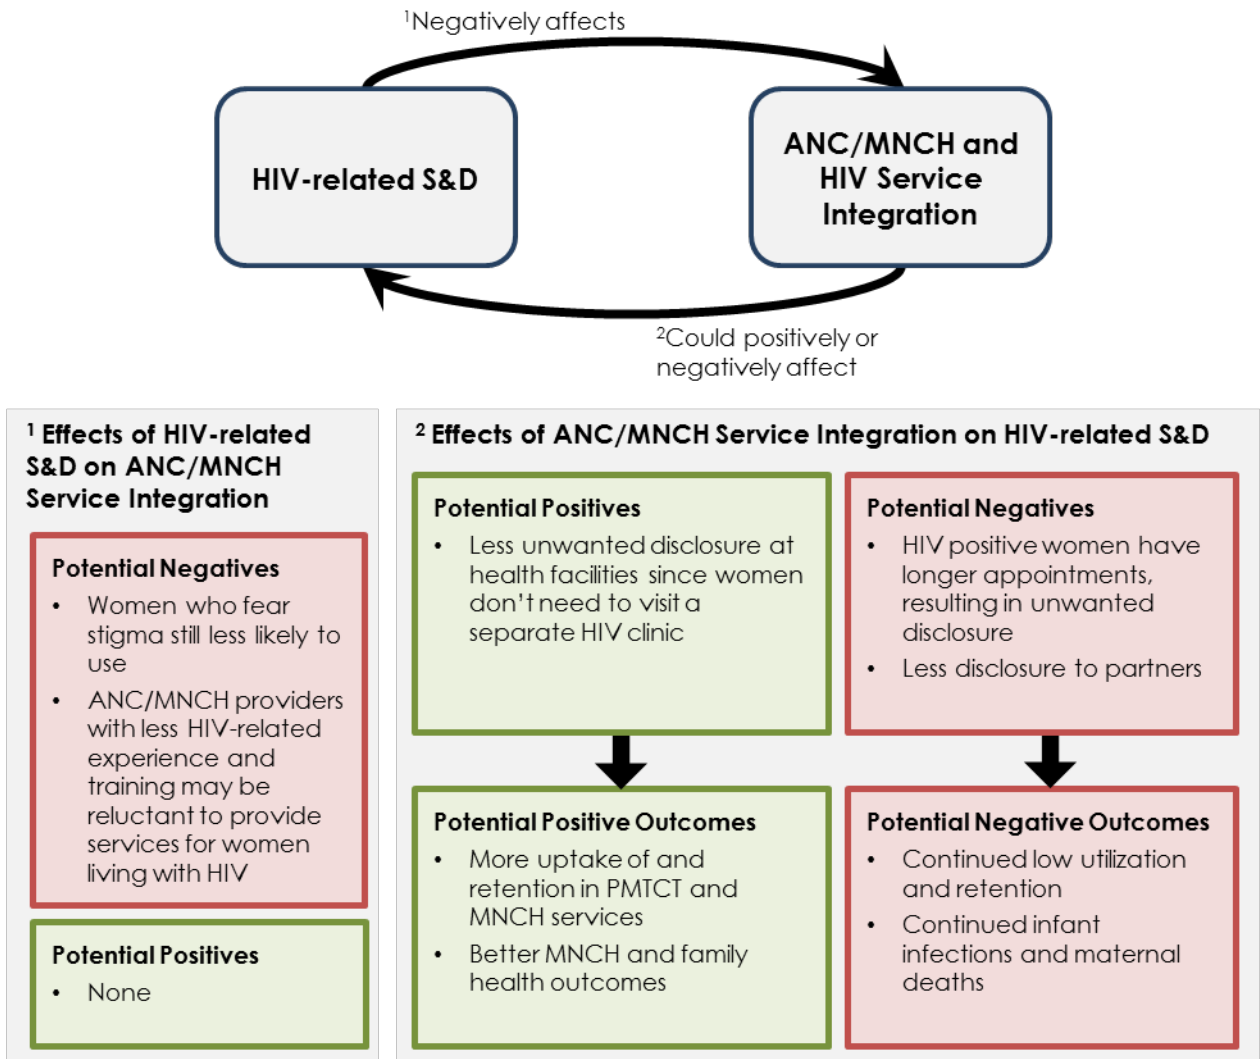 ¹Negatively affects
HIV-related S&D
ANC/MNCH and
HIV Service
Integration
²Could positively or
negatively affect
¹ Effects of HIV-related
S&D on ANC/MNCH
Service Integration
Potential Negatives
• Women who fear
stigma still less likely to
use
• ANC/MNCH providers
with less HIV-related
experience and
training may be
reluctant to provide
services for women
living with HIV
Potential Positives
• None
² Effects of ANC/MNCH Service Integration on HIV-related S&D
Potential Positives
• Less unwanted disclosure at
health facilities since women
don't need to visit a
separate HIV clinic
Potential Negatives
• HIV positive women have
longer appointments,
resulting in unwanted
disclosure
• Less disclosure to partners
Potential Positive Outcomes
• More uptake of and
retention in PMTCT and
MNCH services
• Better MNCH and family
health outcomes
Potential Negative Outcomes
• Continued low utilization
and retention
• Continued infant
infections and maternal
deaths